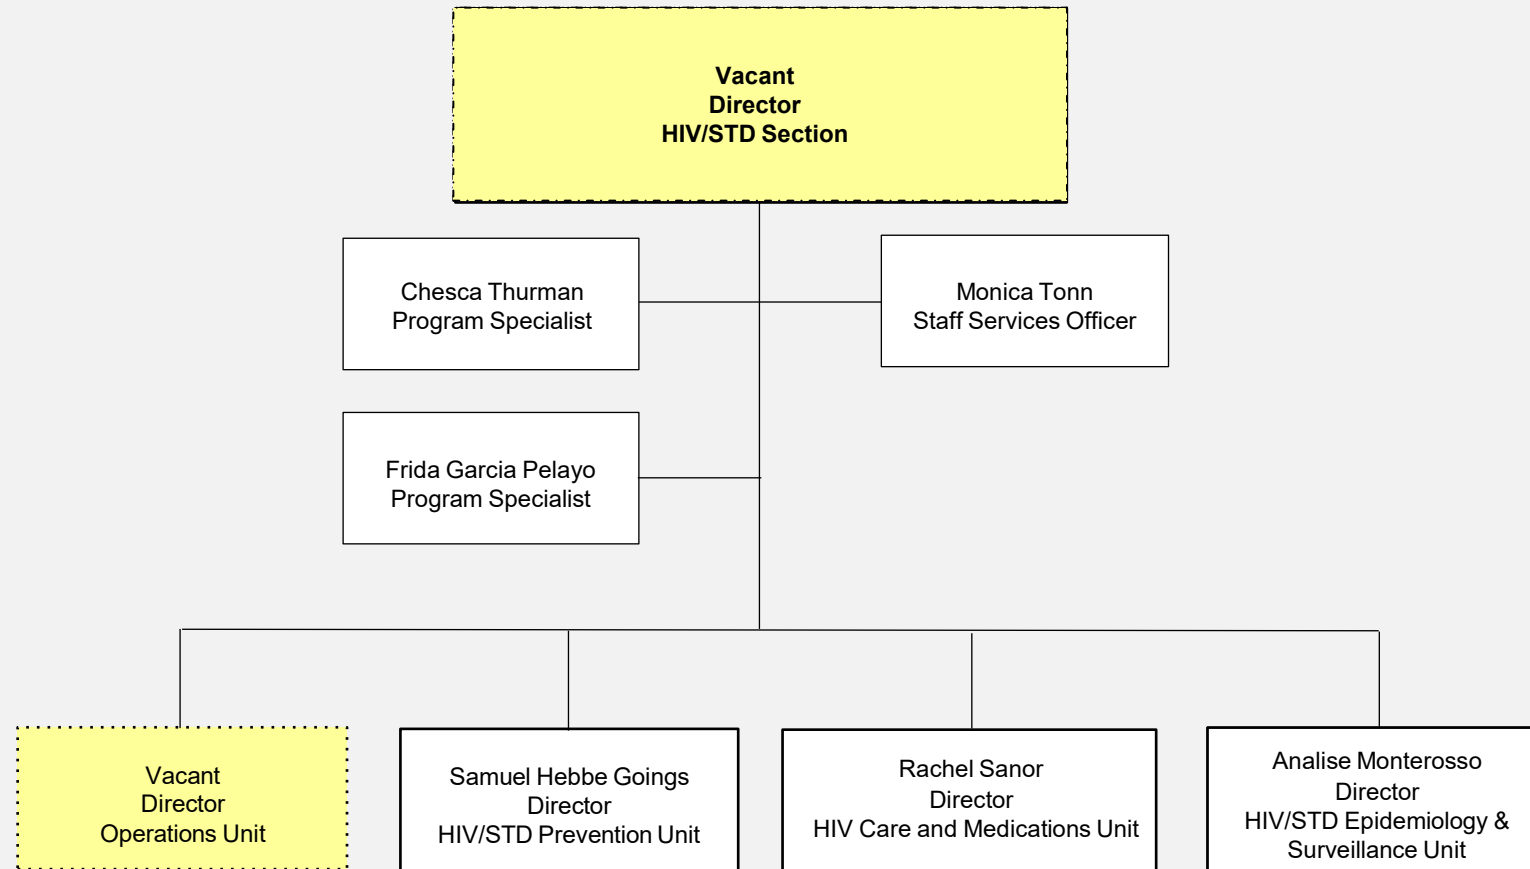 Vacant
Director
HIV/STD Section
Chesca Thurman
Program Specialist
Monica Tonn
Staff Services Officer
Frida Garcia Pelayo
Program Specialist
Vacant
Director
Operations Unit
Samuel Hebbe Goings
Director
HIV/STD Prevention Unit
Rachel Sanor
Director
HIV Care and Medications Unit
Analise Monterosso
Director
HIV/STD Epidemiology &
Surveillance Unit